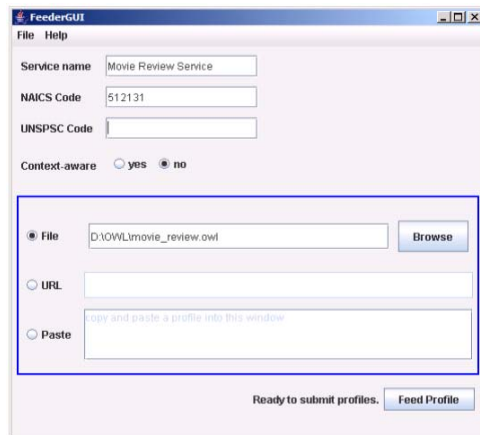 FeederGUI
File Help
Service name Movie Review Service
NAICS Code 512131
UNSPSC Code
Context-aware yes no
File D:\OWL\movie_review.owl Browse
URL
copy and paste a profile into this window
Paste
Ready to submit profiles. Feed Profile